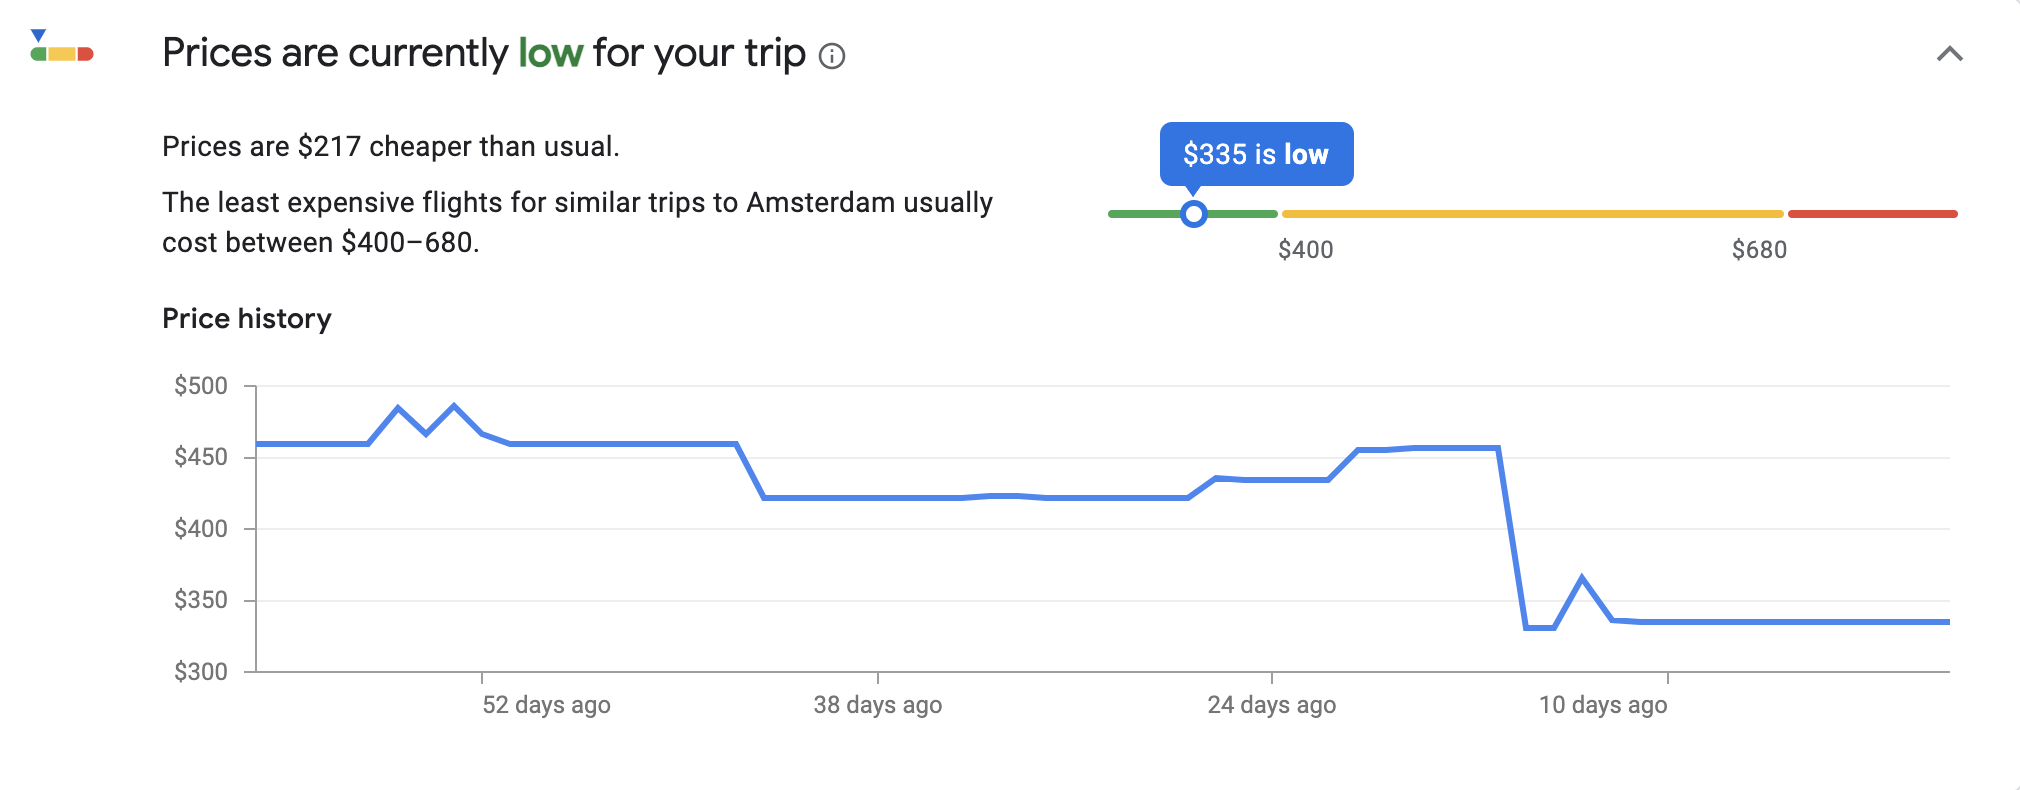 Prices are currently low for your trip
Prices are $217 cheaper than usual.
The least expensive flights for similar trips to Amsterdam usually
cost between $400–680.
$335 is low
$400
$680
Price history
$500
$450
$400
$350
$300
52 days ago
38 days ago
24 days ago
10 days ago